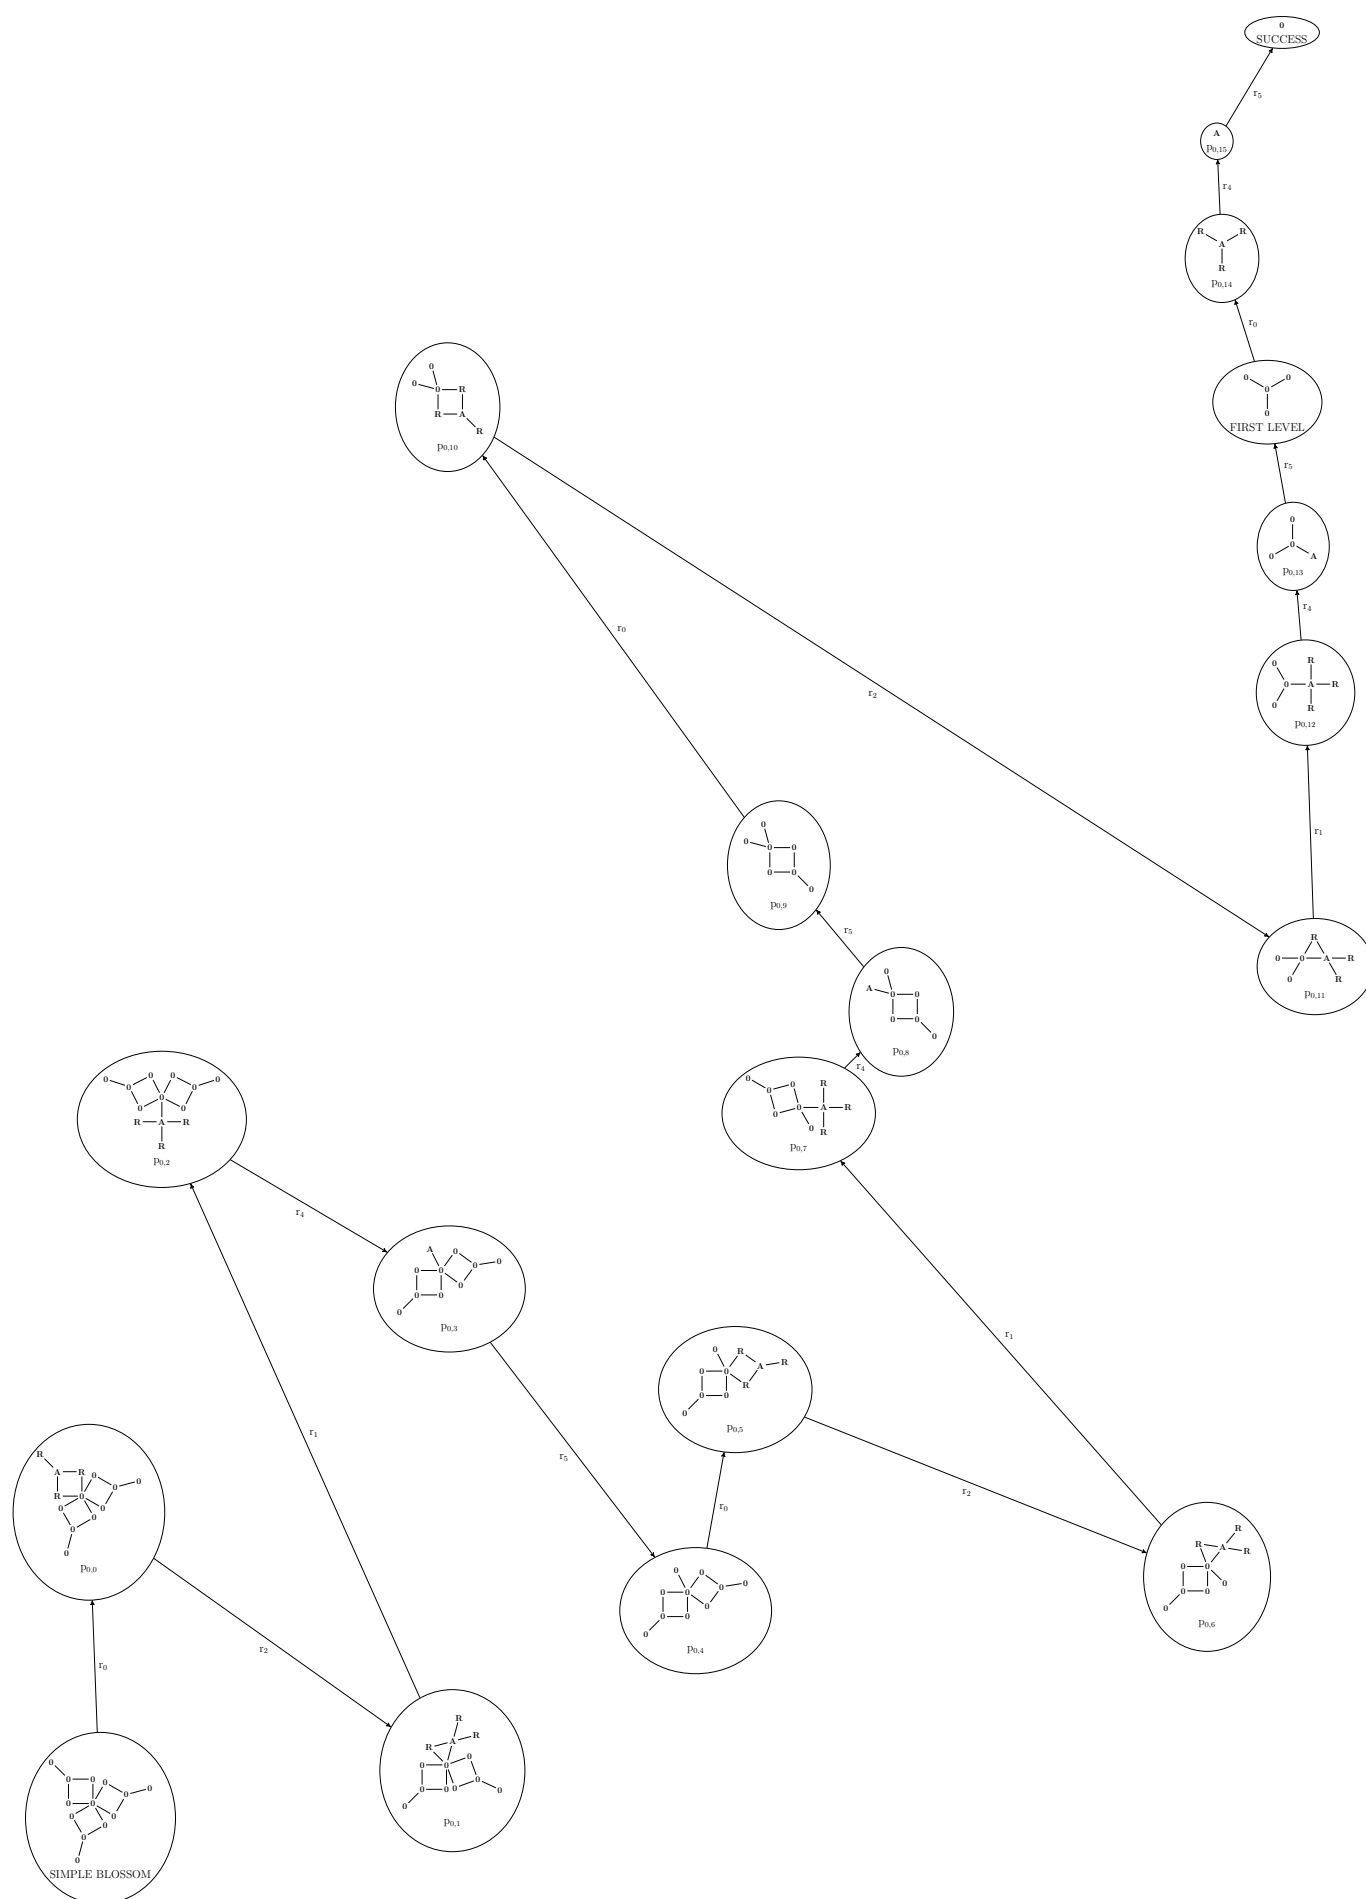 0
SUCCESS
r5
A
p0,15
r4
R R
A
R
p0,14
r0
0 0
0
0
FIRST LEVEL
r5
0
0
0 A
p0,13
r4
0 R
0 A R
0 R
p0,12
r1
0
0 0 R
R A
R
p0,10
r2
r0
0
0 0 0
0 0
0
p0,9
r5
R
0 0 A R
0 R
p0,11
0
A 0 0
0 0
0
p0,8
r4
0 0 R
0
0 0 A R
0 R
p0,7
r1
0 0 0 0
0 0
0
0 0
R A R
R
p0,2
r4
A 0
0 0 0 0
0 0 0
0
p0,3
r1
r5
0 R
0 0 A R
0 0 R
0
p0,5
r0
r2
R
A R
R 0 0 0
R 0
0 0 0
0
0
p0,0
r0
r2
0 0
0 0 0 0
0 0 0
0
p0,4
R
R A R
0 0
0 0 0
0
p0,6
R
R A R
0 0 0
0 0 0 0
0 0
p0,1
0
0 0 0 0
0 0 0
0 0 0
0
0
SIMPLE BLOSSOM